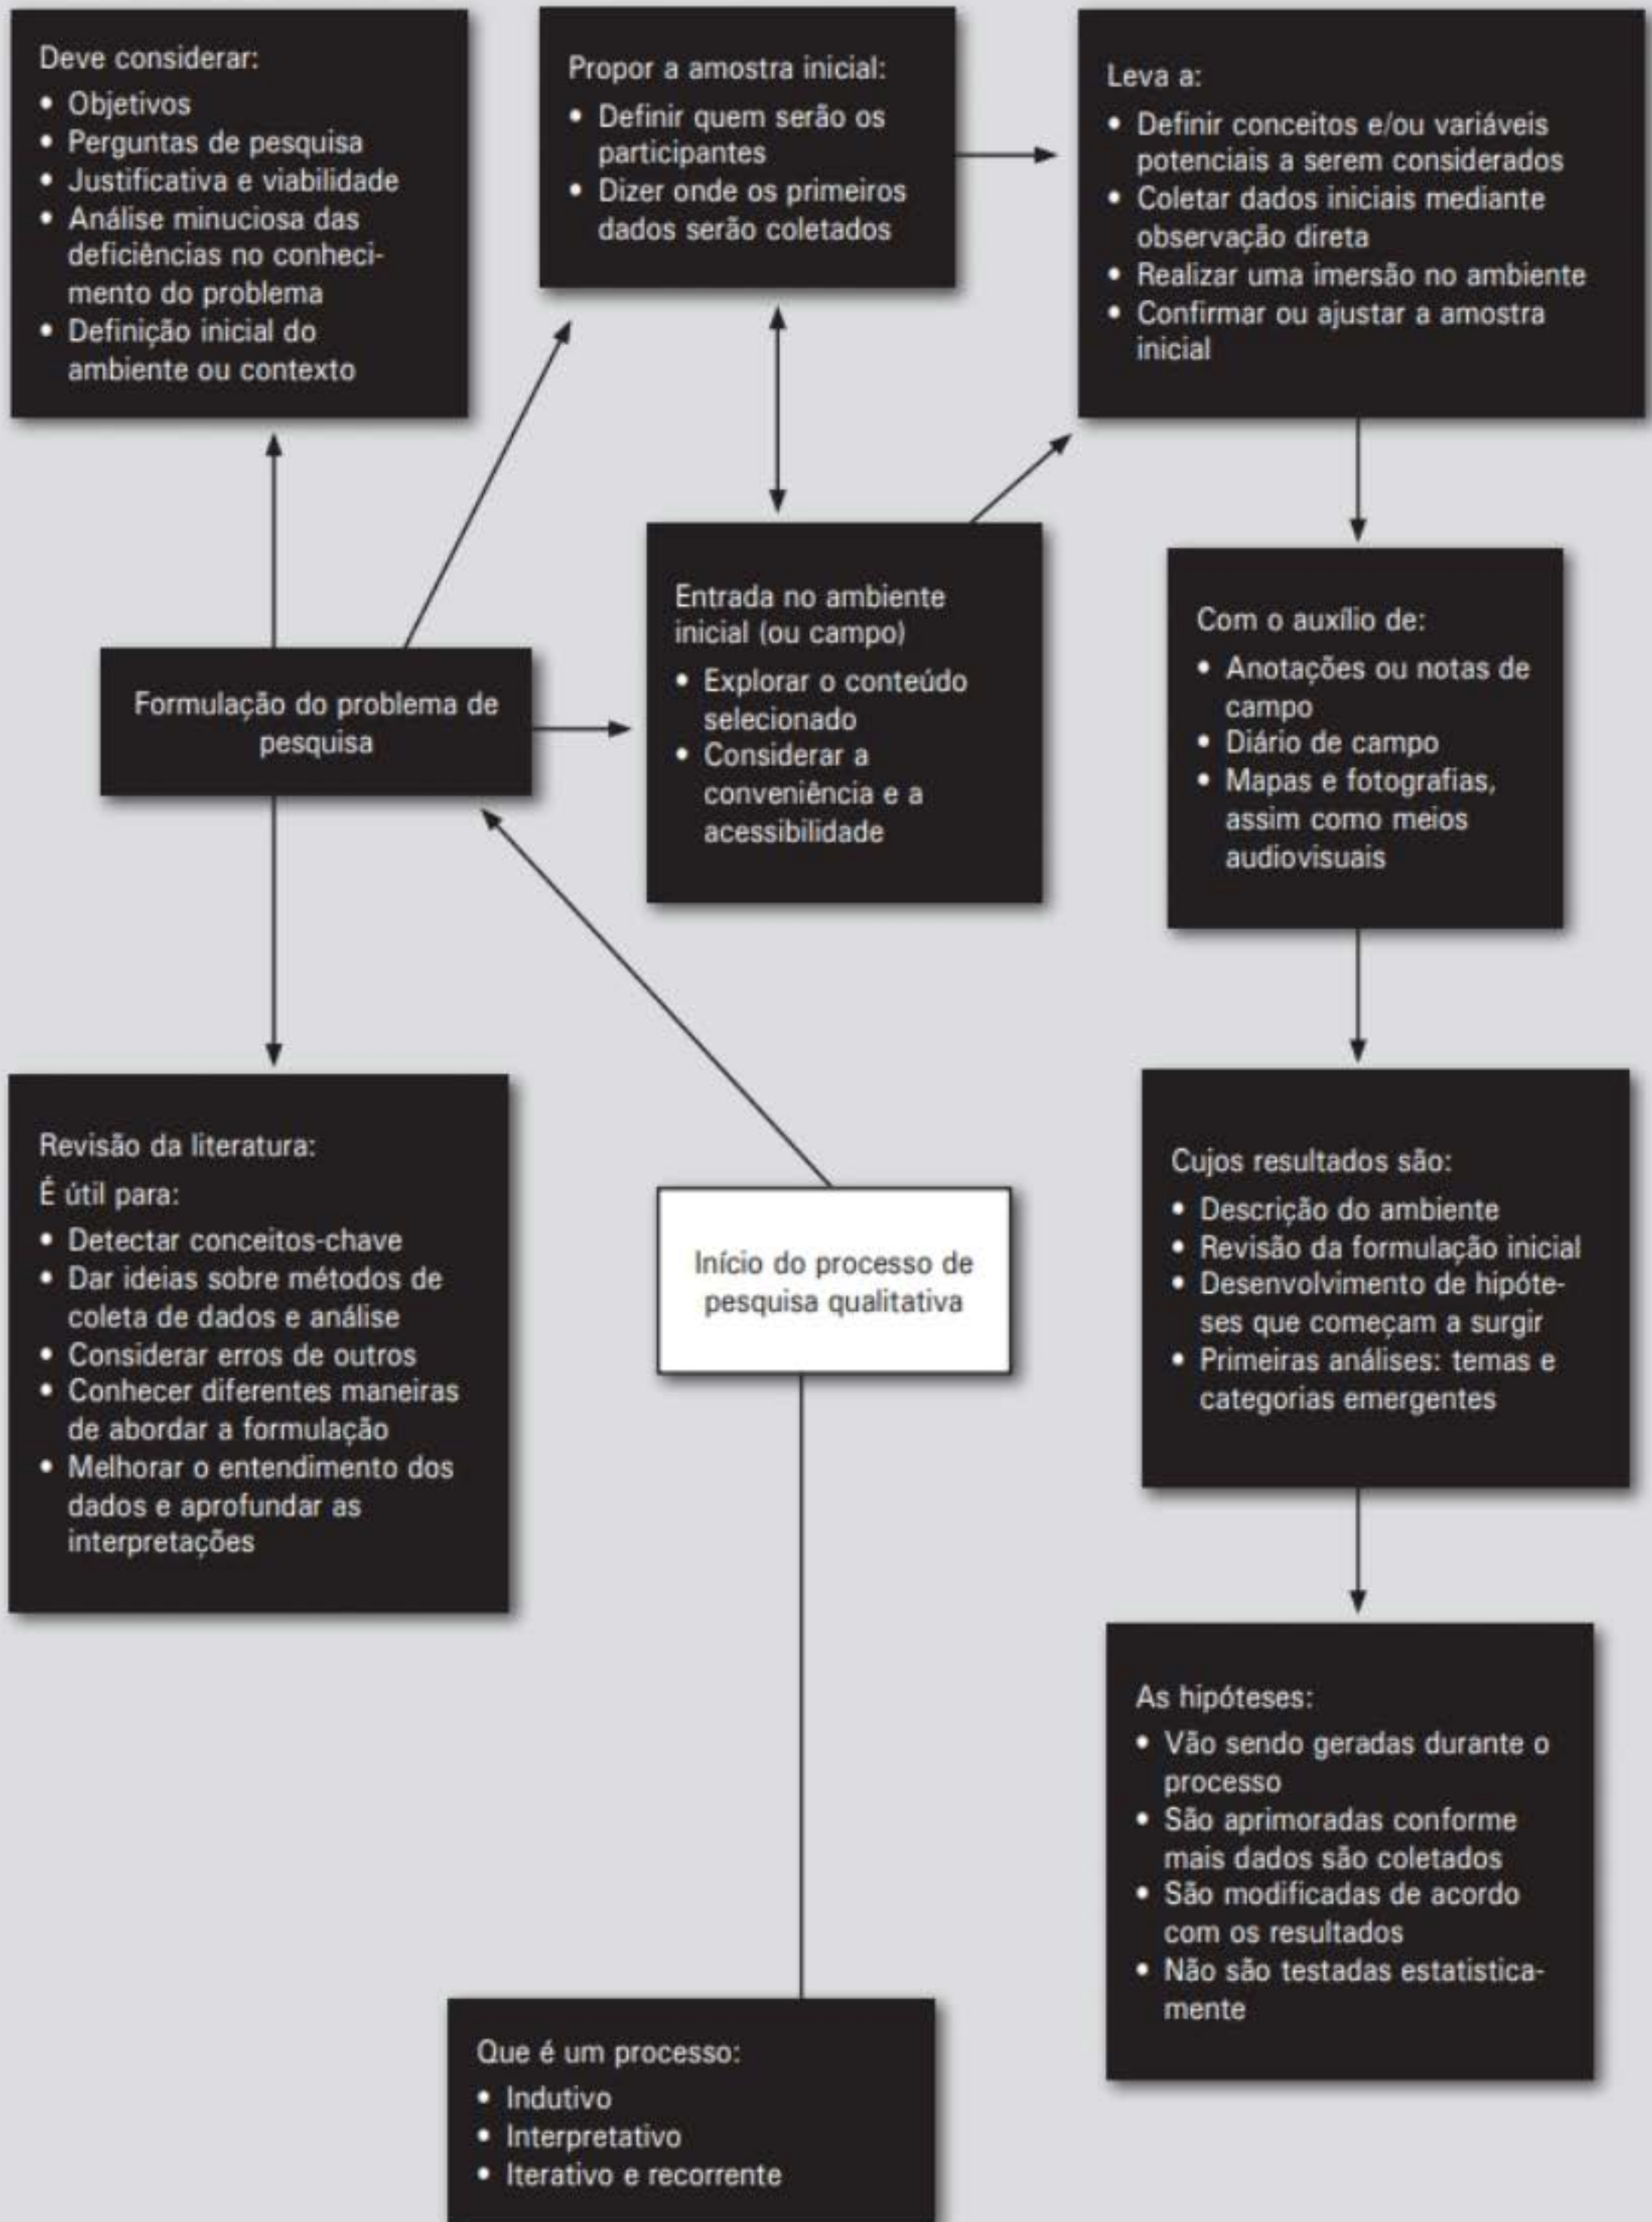 Deve considerar:
• Objetivos
• Perguntas de pesquisa
• Justificativa e viabilidade
• Análise minuciosa das
deficiências no conheci-
mento do problema
• Definição inicial do
ambiente ou contexto
Propor a amostra inicial:
• Definir quem serão os
participantes
• Dizer onde os primeiros
dados serão coletados
Leva a:
• Definir conceitos e/ou variáveis
potenciais a serem considerados
• Coletar dados iniciais mediante
observação direta
• Realizar uma imersão no ambiente
• Confirmar ou ajustar a amostra
inicial
Formulação do problema de
pesquisa
Entrada no ambiente
inicial (ou campo)
• Explorar o conteúdo
selecionado
• Considerar a
conveniência e a
acessibilidade
Com o auxílio de:
• Anotações ou notas de
campo
• Diário de campo
• Mapas e fotografias,
assim como meios
audiovisuais
Revisão da literatura:
É útil para:
• Detectar conceitos-chave
• Dar ideias sobre métodos de
coleta de dados e análise
• Considerar erros de outros
• Conhecer diferentes maneiras
de abordar a formulação
• Melhorar o entendimento dos
dados e aprofundar as
interpretações
Início do processo de
pesquisa qualitativa
Cujos resultados são:
• Descrição do ambiente
• Revisão da formulação inicial
• Desenvolvimento de hipóte-
ses que começam a surgir
• Primeiras análises: temas e
categorias emergentes
As hipóteses:
• Vão sendo geradas durante o
processo
• São aprimoradas conforme
mais dados são coletados
• São modificadas de acordo
com os resultados
• Não são testadas estatistica-
mente
Que é um processo:
• Indutivo
• Interpretativo
• Iterativo e recorrente